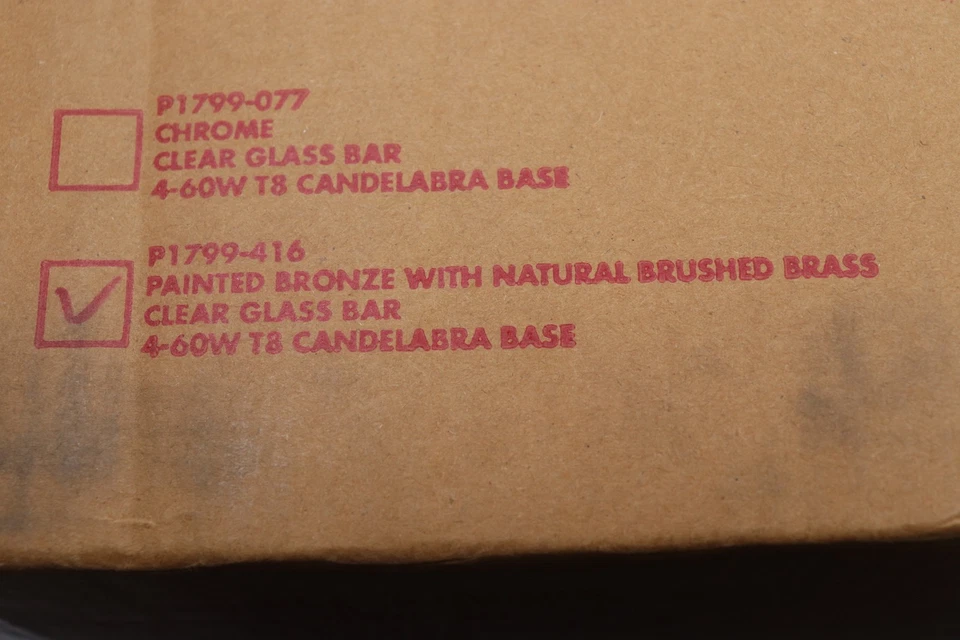 P1799-077
CHROME
CLEAR GLASS BAR
4-60W T8 CANDELABRA BASE
P1799-416
PAINTED BRONZE WITH NATURAL BRUSHED BRASS
CLEAR GLASS BAR
4-60W T8 CANDELABRA BASE